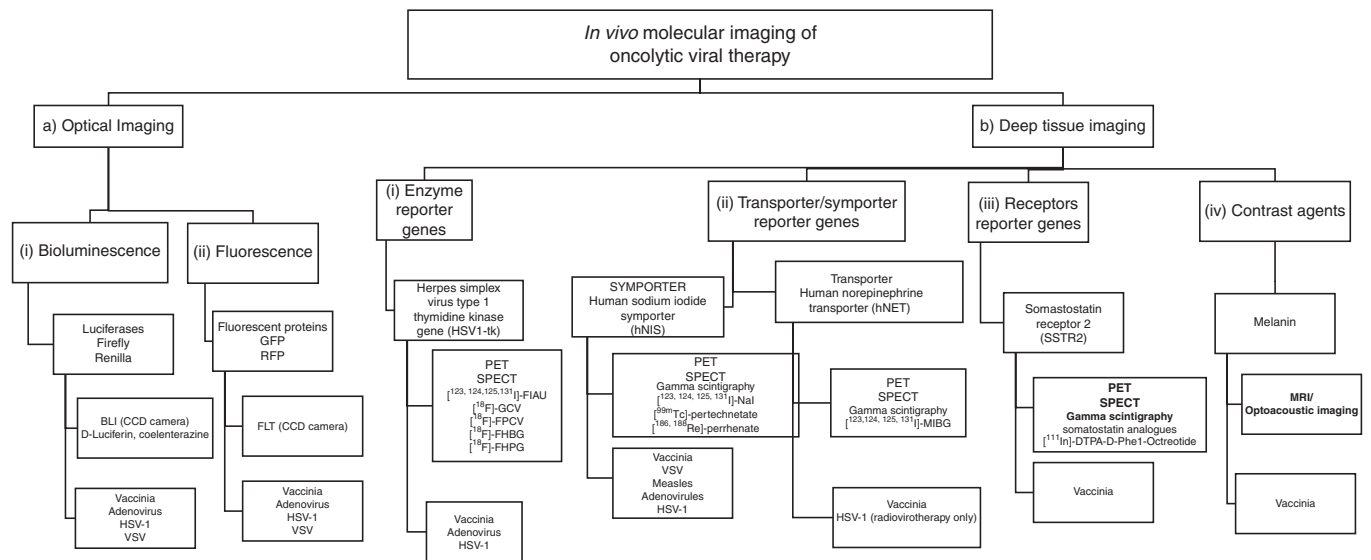 In vivo molecular imaging of
oncolytic viral therapy
a) Optical Imaging
b) Deep tissue imaging
(i) Bioluminescence
(ii) Fluorescence
(i) Enzyme
reporter
genes
(ii) Transporter/symporter
reporter genes
(iii) Receptors
reporter genes
(iv) Contrast agents
Luciferases
Firefly
Renilla
Fluorescent proteins
GFP
RFP
Herpes simplex
virus type 1
thymidine kinase
gene (HSV1-tk)
SYMPORTER
Human sodium iodide
symporter
(hNIS)
Transporter
Human norepinephrine
transporter (hNET)
Somastostatin
receptor 2
(SSTR2)
Melanin
BLI (CCD camera)
D-Luciferin, coelenterazine
FLT (CCD camera)
PET
SPECT
[123, 124,125,131I]-FIAU
[18F]-GCV
[18F]-FPCV
[18F]-FHBG
[18F]-FHPG
PET
SPECT
Gamma scintigraphy
[123, 124, 125, 131I]-NaI
[99mTc]-pertechnetate
[186, 188Re]-perrhenate
PET
SPECT
Gamma scintigraphy
[123,124, 125, 131I]-MIBG
PET
SPECT
Gamma scintigraphy
somatostatin analogues
[111In]-DTPA-D-Phe1-Octreotide
MRI/
Optoacoustic imaging
Vaccinia
Adenovirus
HSV-1
VSV
Vaccinia
Adenovirus
HSV-1
VSV
Vaccinia
Adenovirus
HSV-1
Vaccinia
VSV
Measles
Adenovirules
HSV-1
Vaccinia
HSV-1 (radiovirotherapy only)
Vaccinia
Vaccinia